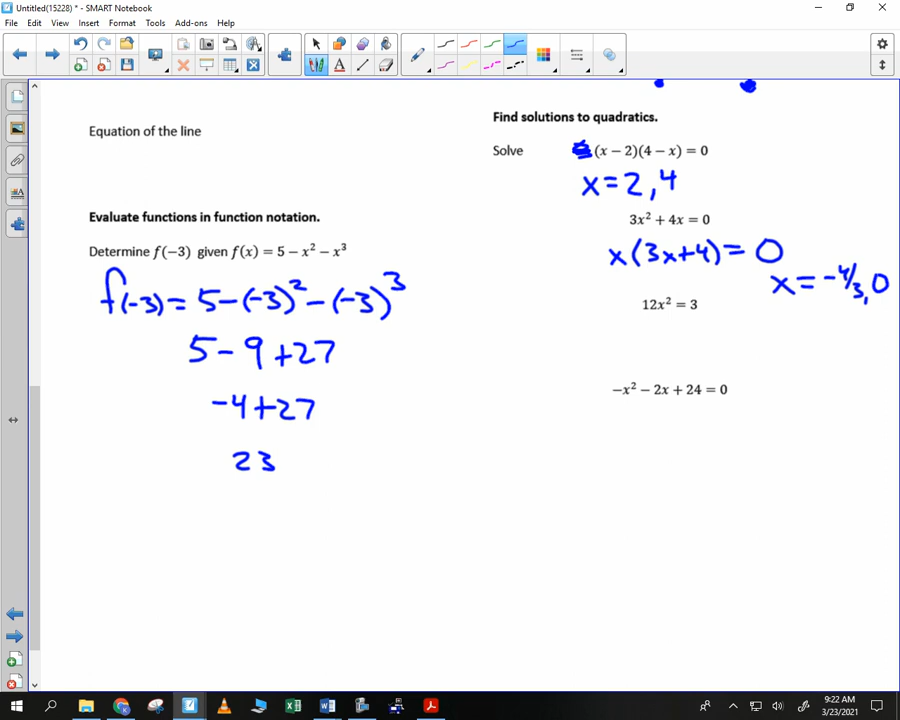 Untitled(15228) * - SMART Notebook
File Edit View Insert Format Tools Add-ons Help
Equation of the line
Evaluate functions in function notation.
Determine f(−3) given f(x) = 5 − x² − x³
f(-3) = 5 - (-3)² - (-3)³
5 - 9 + 27
-4 + 27
23
Find solutions to quadratics.
Solve (x − 2)(4 − x) = 0
x = 2, 4
3x² + 4x = 0
x(3x+4) = 0
x = -4/3, 0
12x² = 3
−x² − 2x + 24 = 0
9:22 AM
3/23/2021